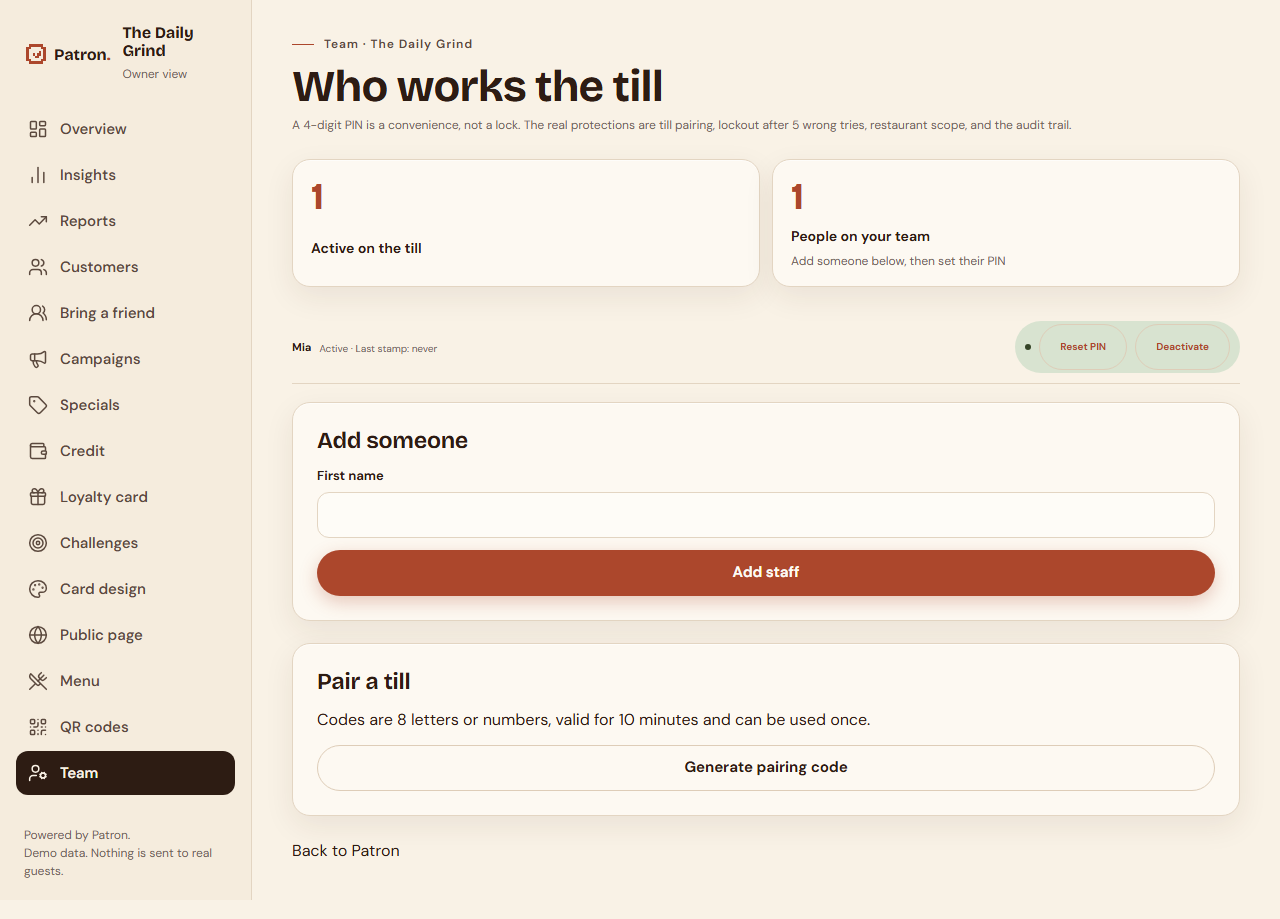 Patron.
The Daily
Grind
Owner view
Overview
Insights
Reports
Customers
Bring a friend
Campaigns
Specials
Credit
Loyalty card
Challenges
Card design
Public page
Menu
QR codes
Team
Powered by Patron.
Demo data. Nothing is sent to real
guests.
Team · The Daily Grind
Who works the till
A 4-digit PIN is a convenience, not a lock. The real protections are till pairing, lockout after 5 wrong tries, restaurant scope, and the audit trail.
1
Active on the till
1
People on your team
Add someone below, then set their PIN
Mia Active · Last stamp: never
Reset PIN
Deactivate
Add someone
First name
Add staff
Pair a till
Codes are 8 letters or numbers, valid for 10 minutes and can be used once.
Generate pairing code
Back to Patron